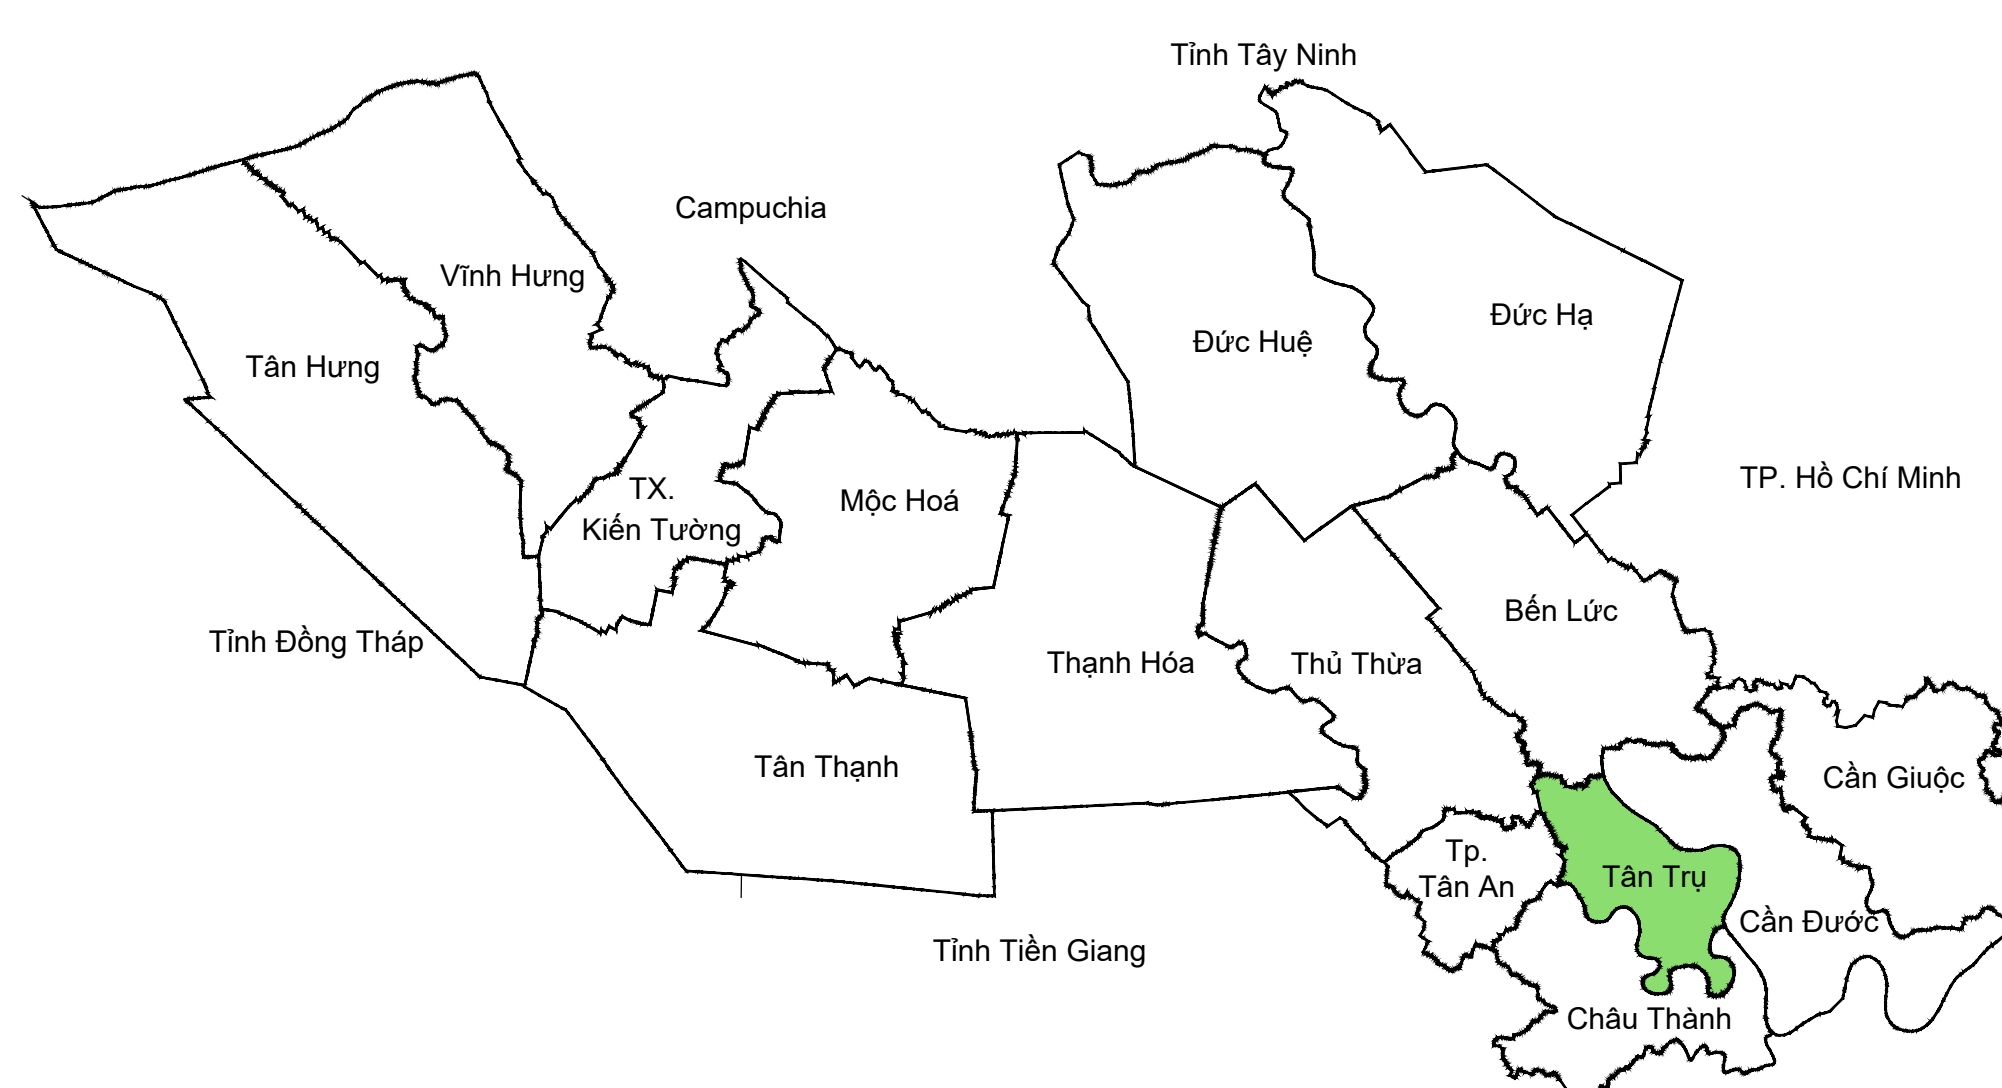 Tỉnh Tây Ninh
Campuchia
Vĩnh Hưng
Đức Hạ
Đức Huệ
Tân Hưng
TP. Hồ Chí Minh
TX.
Kiến Tường
Mộc Hoá
Bến Lức
Tỉnh Đồng Tháp
Thạnh Hóa
Thủ Thừa
Tân Thạnh
Cần Giuộc
Tp.
Tân An
Tân Trụ
Cần Đước
Tỉnh Tiền Giang
Châu Thành